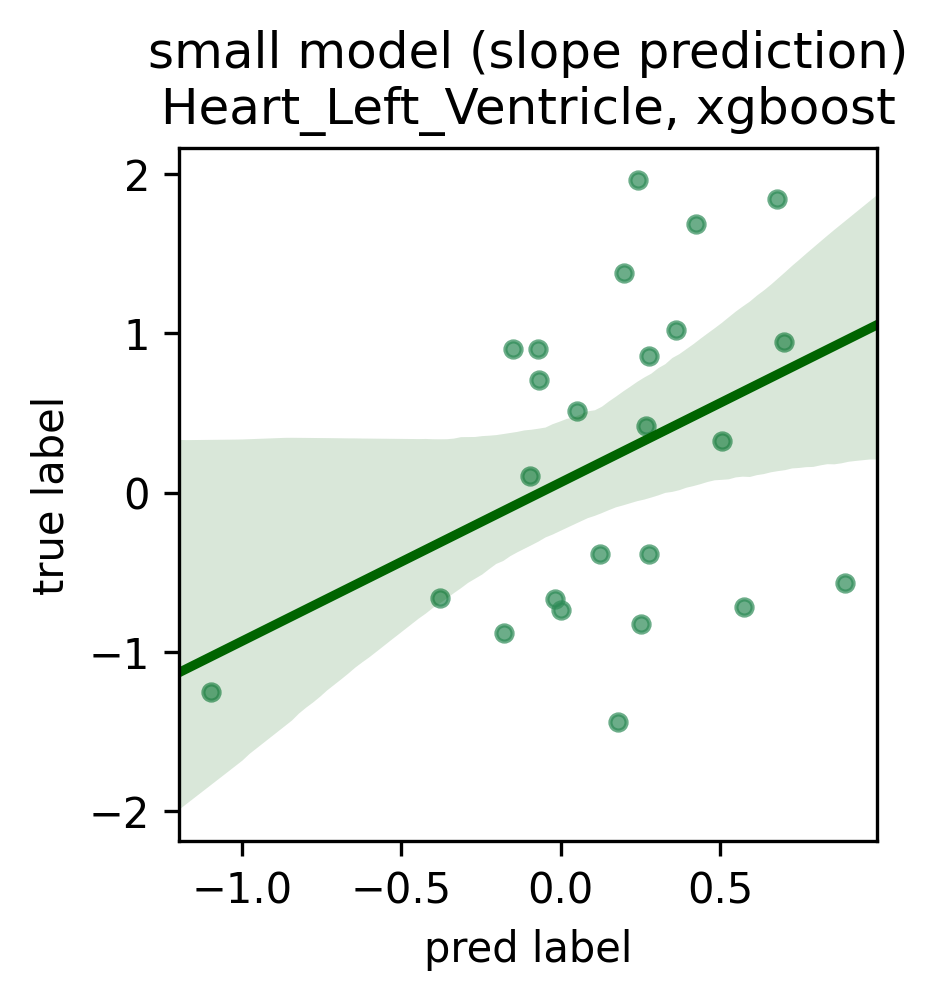 small model (slope prediction)
Heart_Left_Ventricle, xgboost
2
1
0
−1
−2
true label
−1.0
−0.5
0.0
0.5
pred label